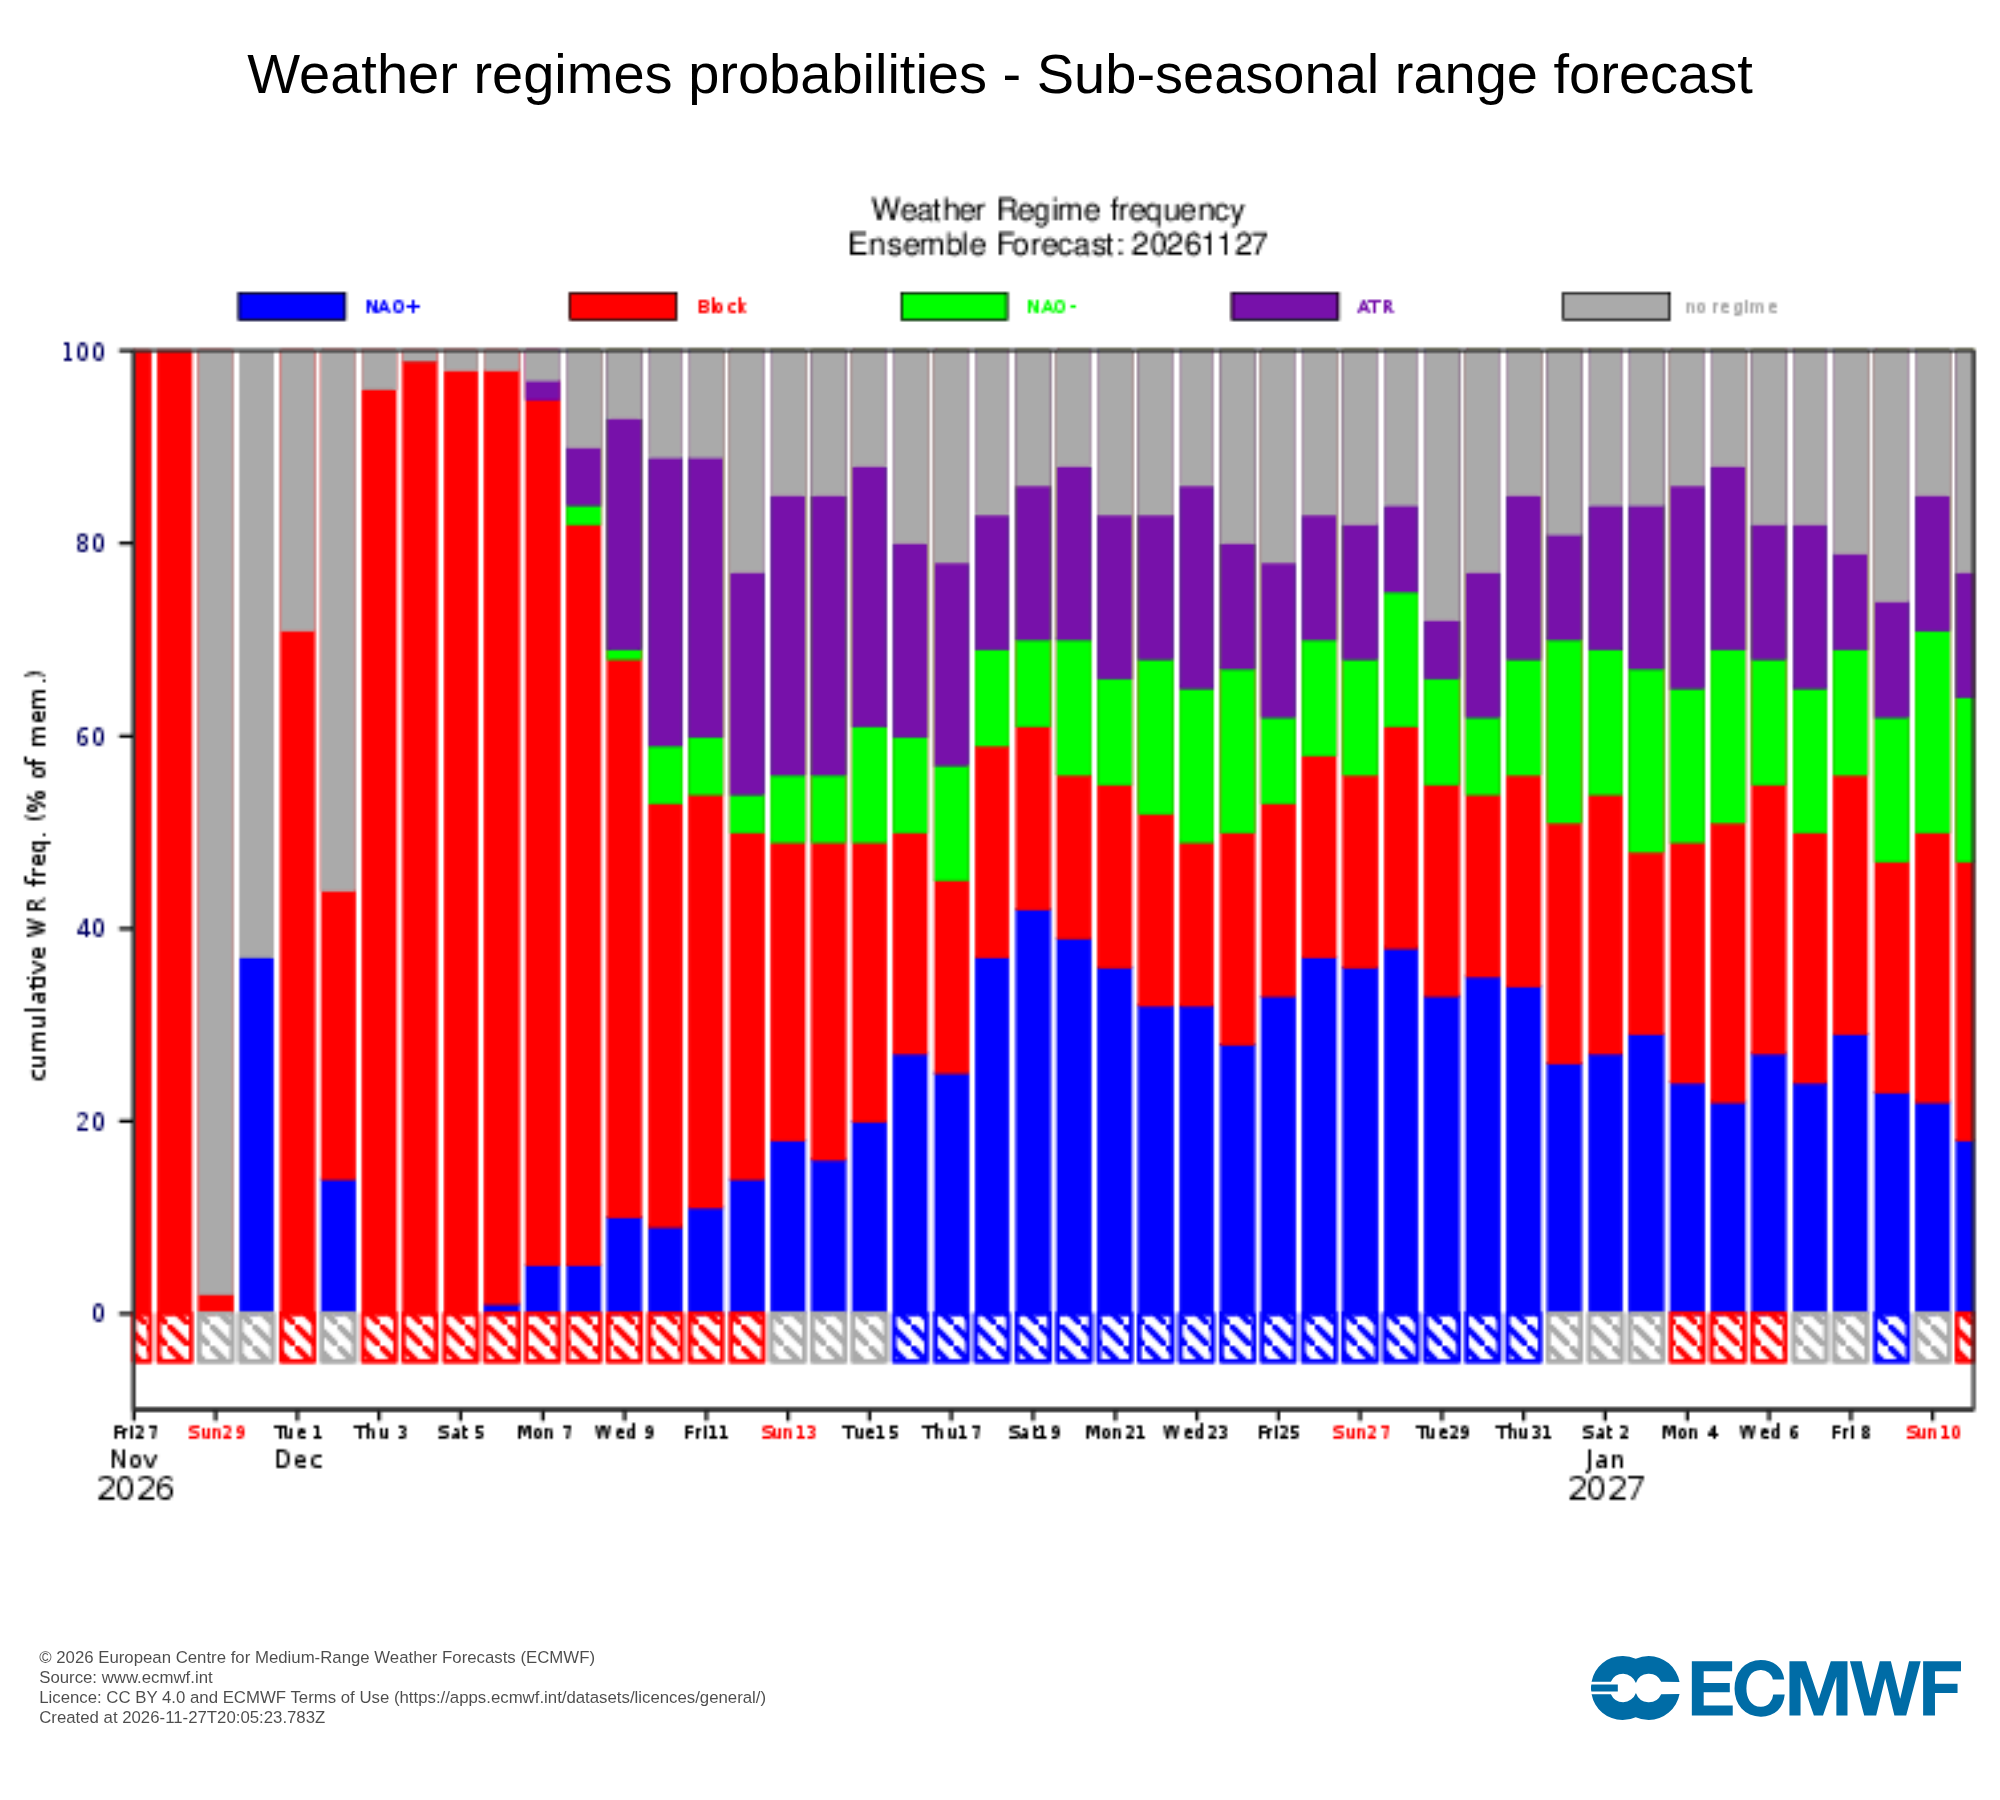 Weather regimes probabilities - Sub-seasonal range forecast
Weather Regime frequency
Ensemble Forecast: 20261127
NAO+ Block NAO- ATR no regime
100
80
60
40
20
0
cumulative WR freq. (% of mem.)
Fri27 Sun29 Tue 1 Thu 3 Sat 5 Mon 7 Wed 9 Fri11 Sun13 Tue15 Thu17 Sat19 Mon21 Wed23 Fri25 Sun27 Tue29 Thu31 Sat 2 Mon 4 Wed 6 Fri 8 Sun10
Nov Dec Jan
2026 2027
© 2026 European Centre for Medium-Range Weather Forecasts (ECMWF)
Source: www.ecmwf.int
Licence: CC BY 4.0 and ECMWF Terms of Use (https://apps.ecmwf.int/datasets/licences/general/)
Created at 2026-11-27T20:05:23.783Z
ECMWF